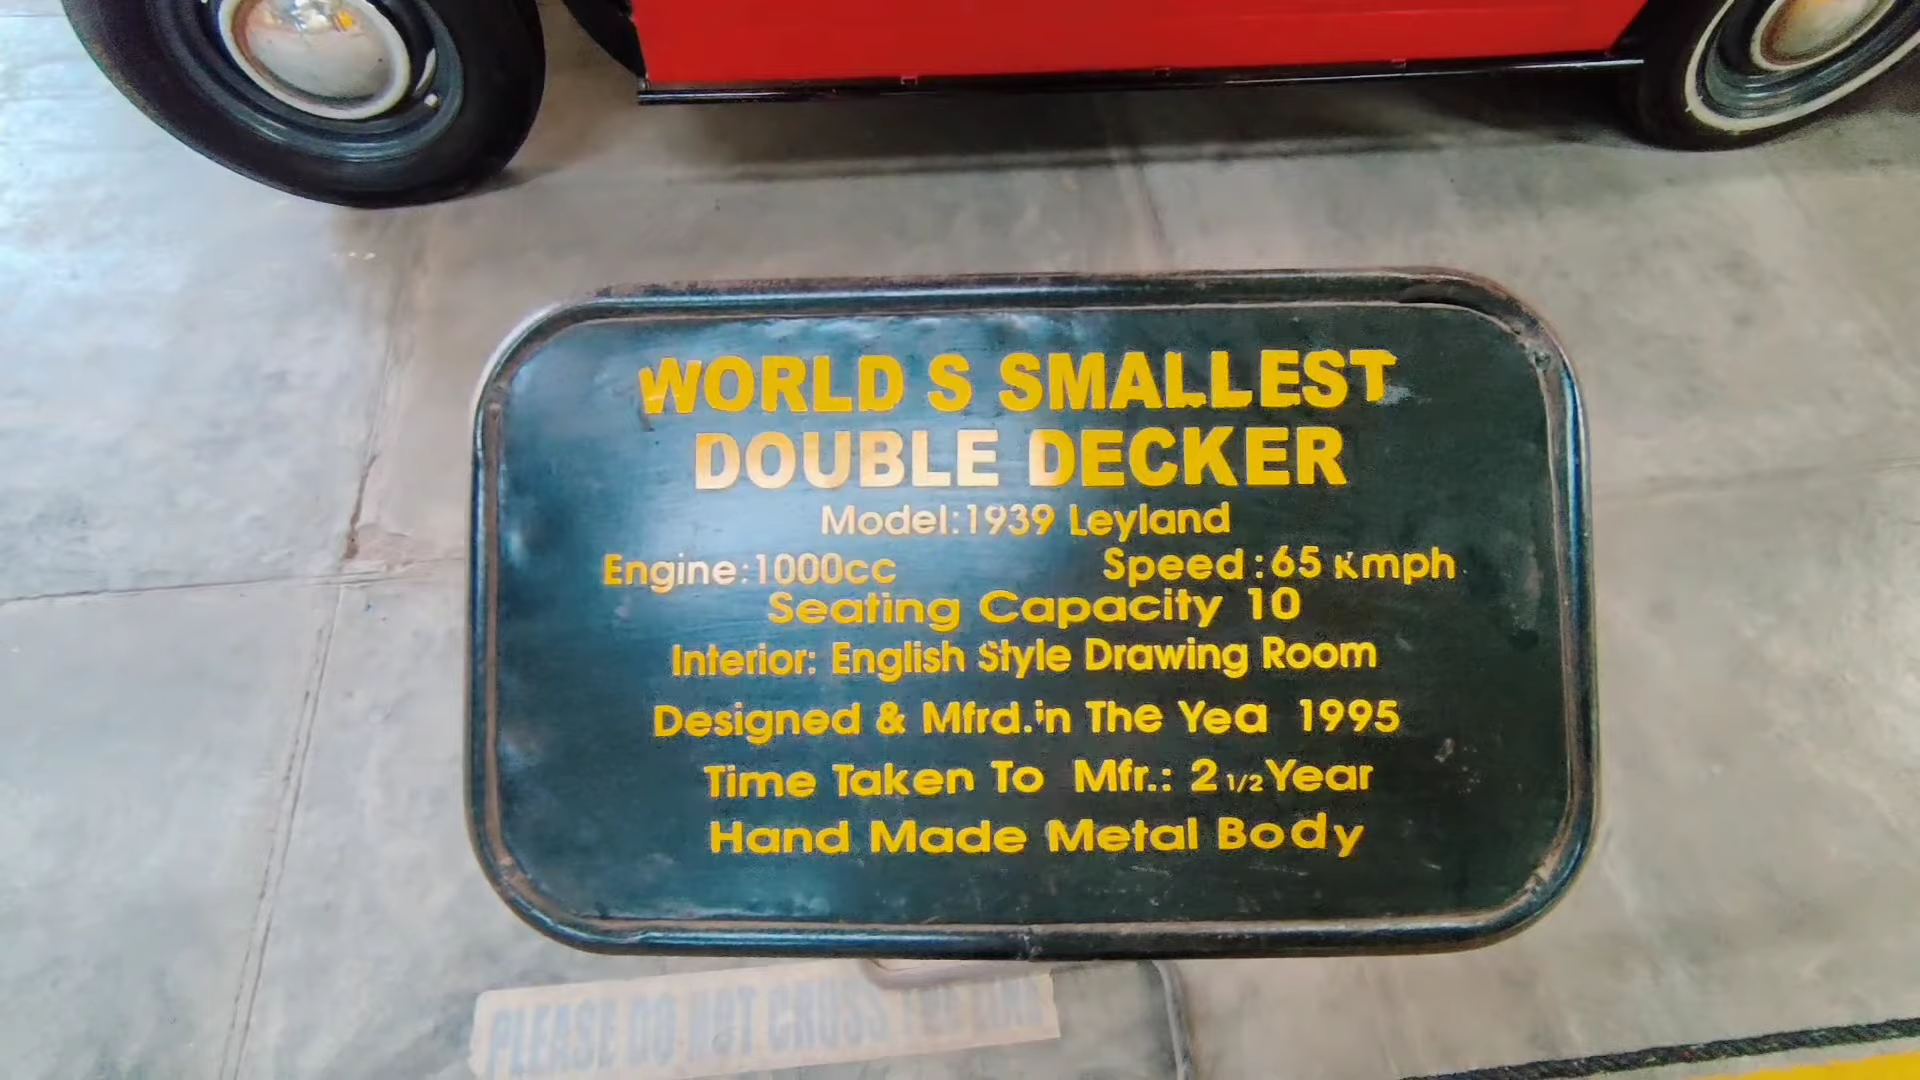 WORLD S SMALLEST
DOUBLE DECKER
Model:1939 Leyland
Engine:1000cc Speed:65 Kmph
Seating Capacity 10
Interior: English Style Drawing Room
Designed & Mfrd.in The Yea 1995
Time Taken To Mfr.: 2 1/2 Year
Hand Made Metal Body
PLEASE DO NOT CROSS THE LINE